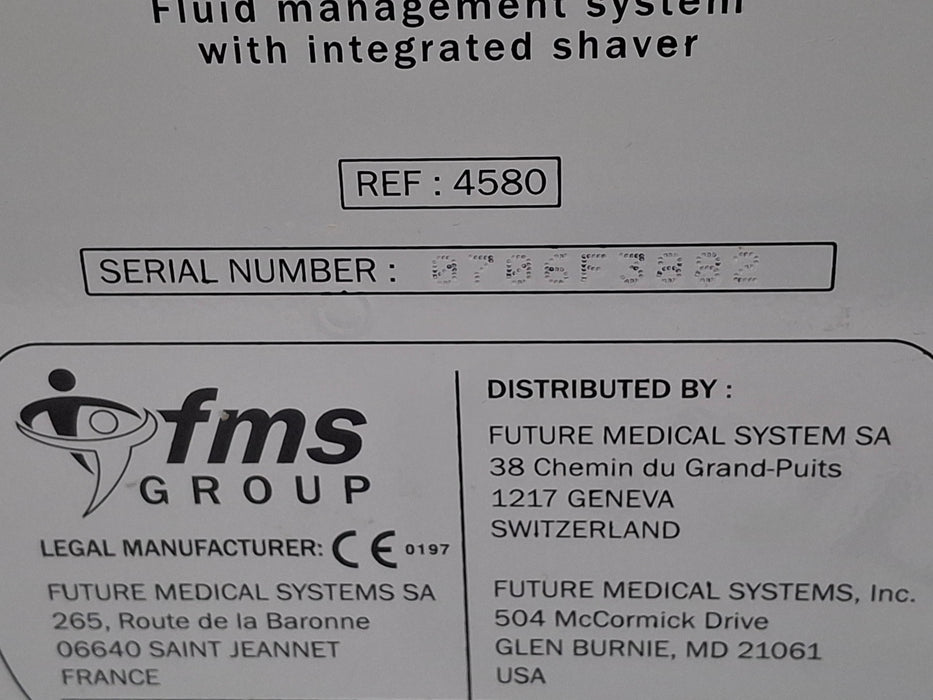 Fluid management system
with integrated shaver
REF : 4580
SERIAL NUMBER :
fms
GROUP
LEGAL MANUFACTURER: CE 0197
FUTURE MEDICAL SYSTEMS SA
265, Route de la Baronne
06640 SAINT JEANNET
FRANCE
DISTRIBUTED BY :
FUTURE MEDICAL SYSTEM SA
38 Chemin du Grand-Puits
1217 GENEVA
SWITZERLAND
FUTURE MEDICAL SYSTEMS, Inc.
504 McCormick Drive
GLEN BURNIE, MD 21061
USA